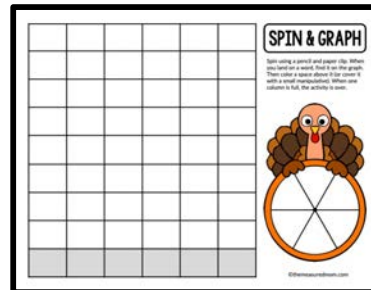 SPIN & GRAPH
Spin using a pencil and paper clip. When
you land on a word, find it on the graph.
Then color a space above it (or cover it
with a small manipulative). When one
column is full, the activity is over.
©themeasuredmom.com